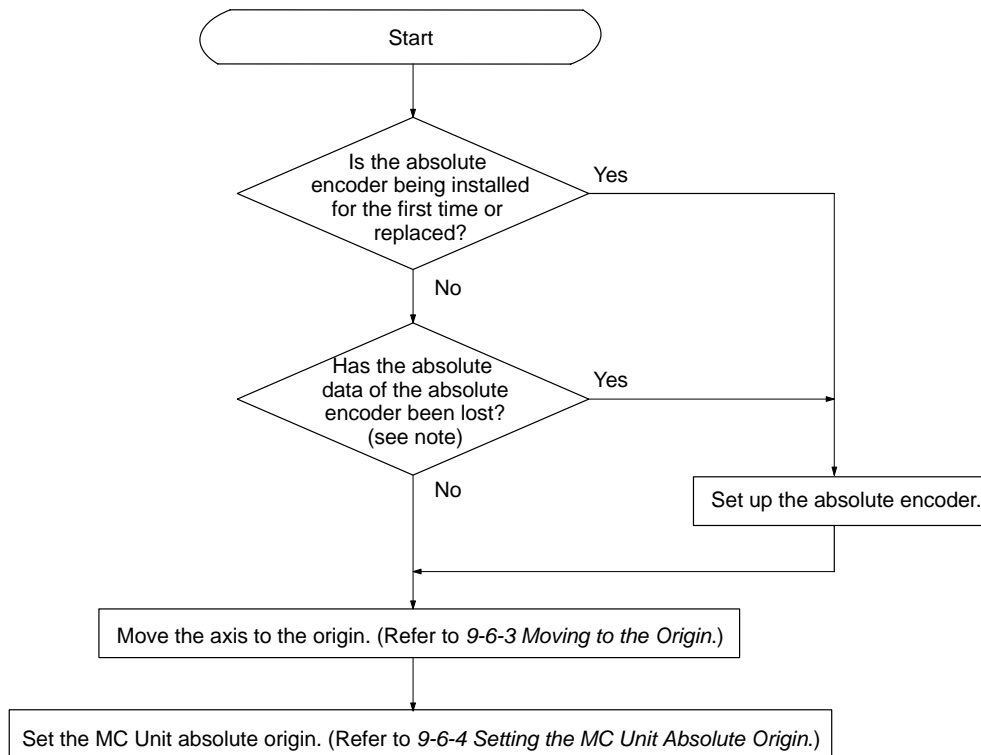 Start
Is the absolute
encoder being installed
for the first time or
replaced?
Yes
No
Has the absolute
data of the absolute
encoder been lost?
(see note)
Yes
No
Set up the absolute encoder.
Move the axis to the origin. (Refer to 9-6-3 Moving to the Origin.)
Set the MC Unit absolute origin. (Refer to 9-6-4 Setting the MC Unit Absolute Origin.)